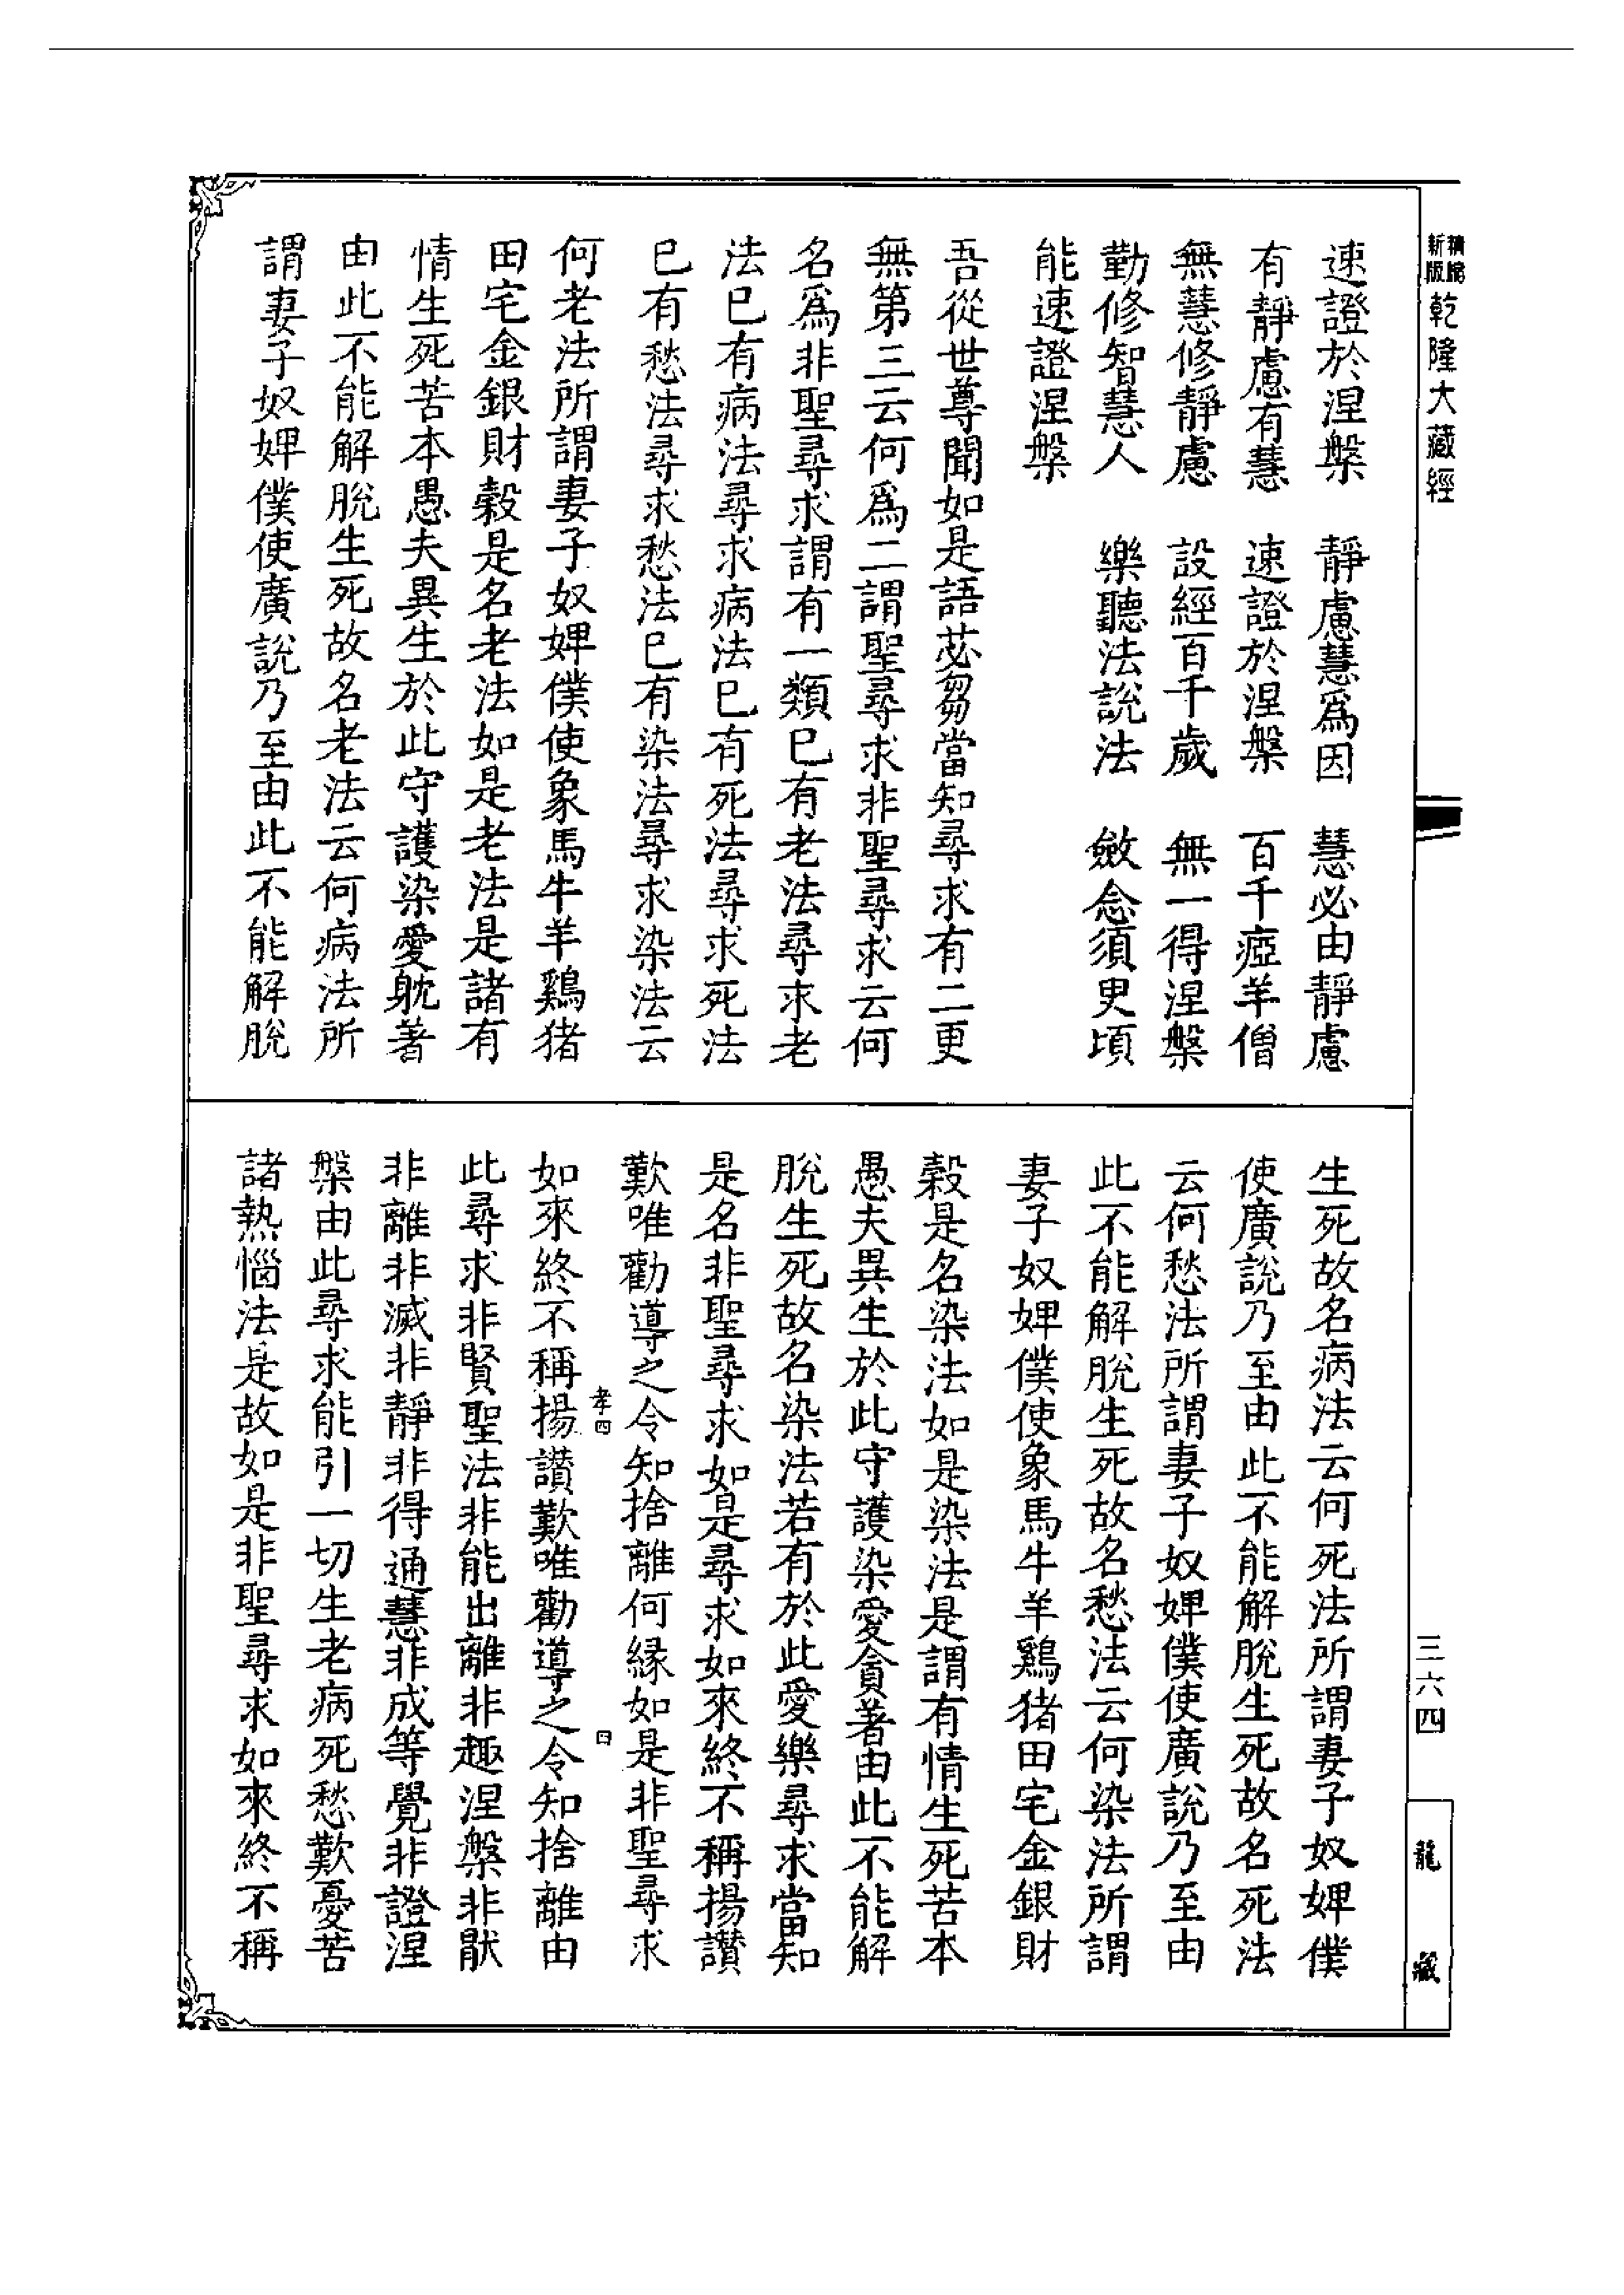 新版精縮乾隆大藏經
速證於涅槃　靜慮慧爲因　慧必由靜慮
有靜慮有慧　速證於涅槃　百千瘂羊僧
無慧修靜慮　設經百千歲　無一得涅槃
勤修智慧人　樂聽法說法　斂念須臾頃
能速證涅槃
吾從世尊聞如是語苾芻當知尋求有二更
無第三云何爲二謂聖尋求非聖尋求云何
名爲非聖尋求謂有一類已有老法尋求老
法已有病法尋求病法已有死法尋求死法
已有愁法尋求愁法已有染法尋求染法云
何老法所謂妻子奴婢僕使象馬牛羊鷄猪
田宅金銀財穀是名老法如是老法是諸有
情生死苦本愚夫異生於此守護染愛躭著
由此不能解脫生死故名老法云何病法所
謂妻子奴婢僕使廣說乃至由此不能解脫
生死故名病法云何死法所謂妻子奴婢僕
使廣說乃至由此不能解脫生死故名死法
云何愁法所謂妻子奴婢僕使廣說乃至由
此不能解脫生死故名愁法云何染法所謂
妻子奴婢僕使象馬牛羊鷄猪田宅金銀財
穀是名染法如是染法是謂有情生死苦本
愚夫異生於此守護染愛貪著由此不能解
脫生死故名染法若有於此愛樂尋求當知
是名非聖尋求如是尋求如來終不稱揚讚
歎唯勸導之令知捨離何緣如是非聖尋求
孝四
四
如來終不稱揚讚歎唯勸導之令知捨離由
此尋求非賢聖法非能出離非趣涅槃非厭
非離非滅非靜非得通慧非成等覺非證涅
槃由此尋求能引一切生老病死愁歎憂苦
諸熱惱法是故如是非聖尋求如來終不稱
三六四
龍藏